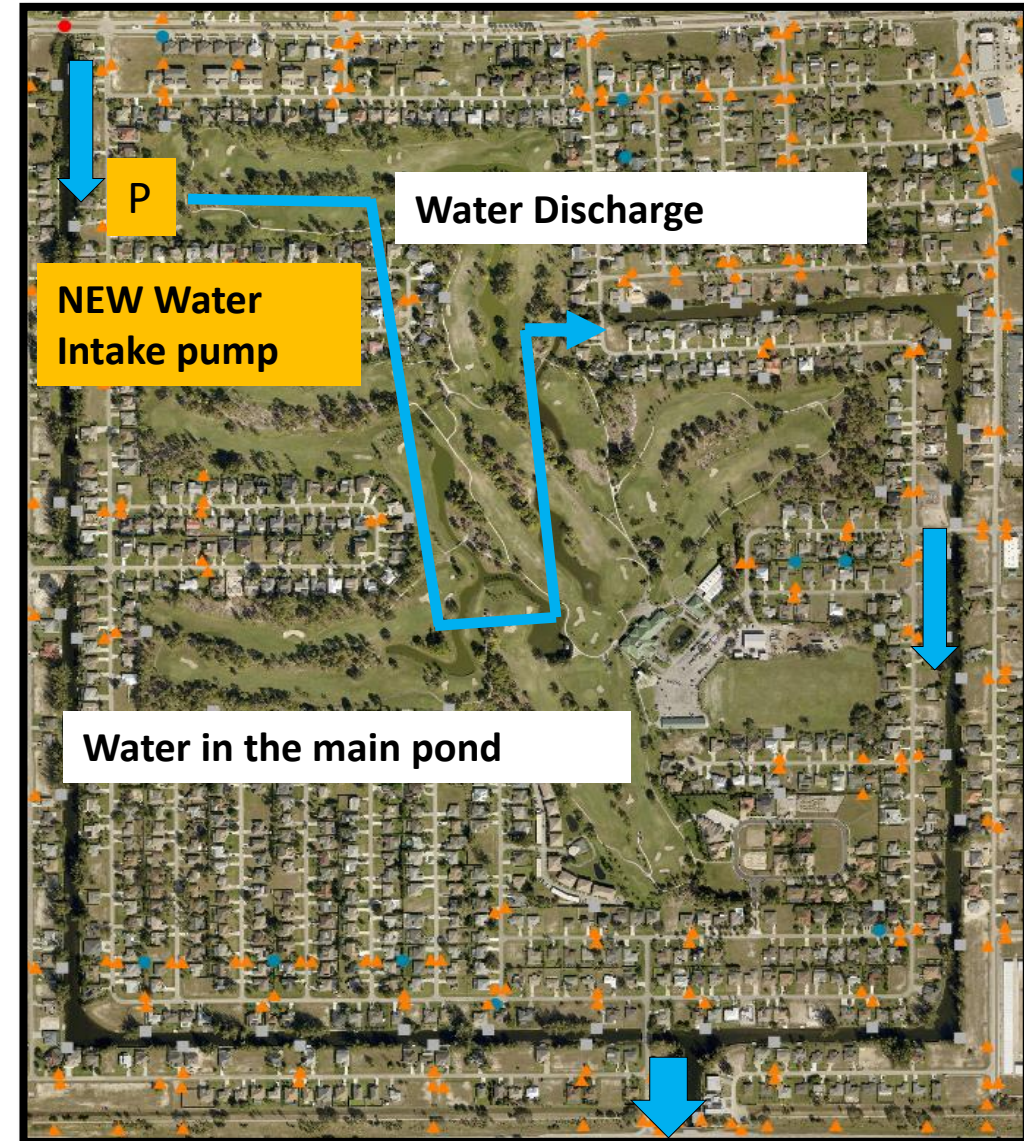 P
Water Discharge
NEW Water
Intake pump
Water in the main pond